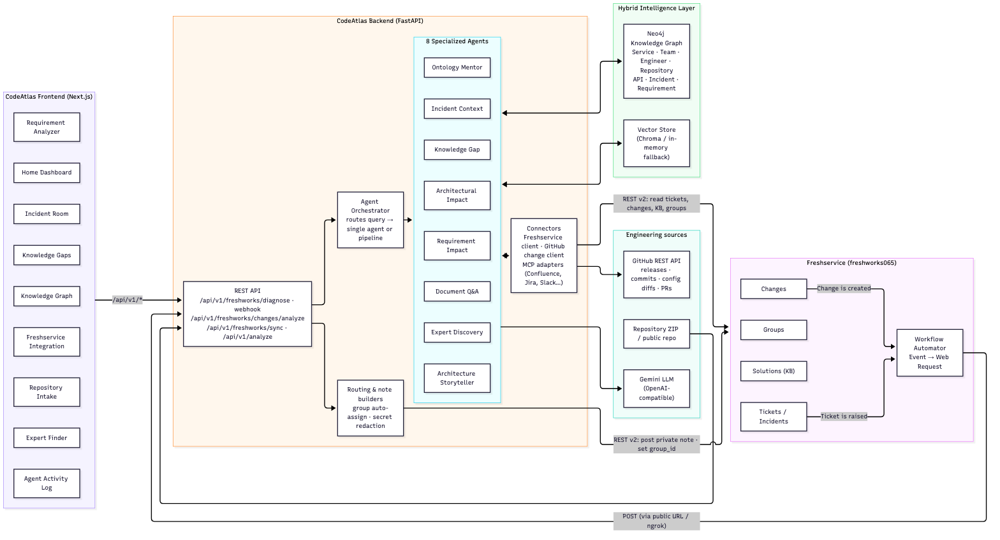 CodeAtlas Frontend (Next.js)
Requirement
Analyzer
Home Dashboard
Incident Room
Knowledge Gaps
Knowledge Graph
Freshservice
Integration
Repository
Intake
Expert Finder
Agent Activity
Log
/api/v1/*
CodeAtlas Backend (FastAPI)
REST API
/api/v1/freshworks/diagnose ·
webhook
/api/v1/freshworks/changes/analyze
/api/v1/freshworks/sync ·
/api/v1/analyze
Agent
Orchestrator
routes query →
single agent or
pipeline
Routing & note
builders
group auto-
assign · secret
redaction
8 Specialized Agents
Ontology Mentor
Incident Context
Knowledge Gap
Architectural
Impact
Requirement
Impact
Document Q&A
Expert Discovery
Architecture
Storyteller
Connectors
Freshservice
client · GitHub
change client
MCP adapters
(Confluence,
Jira, Slack...)
Hybrid Intelligence Layer
Neo4j
Knowledge Graph
Service · Team ·
Engineer ·
Repository
API · Incident ·
Requirement
Vector Store
(Chroma / in-
memory
fallback)
REST v2: read tickets,
changes, KB, groups
Engineering sources
GitHub REST API
releases ·
commits · config
diffs · PRs
Repository ZIP
/ public repo
Gemini LLM
(OpenAI-
compatible)
REST v2: post private note ·
set group_id
POST (via public URL /
ngrok)
Freshservice (freshworks065)
Changes
Groups
Solutions (KB)
Tickets /
Incidents
Change is created
Ticket is raised
Workflow
Automator
Event → Web
Request